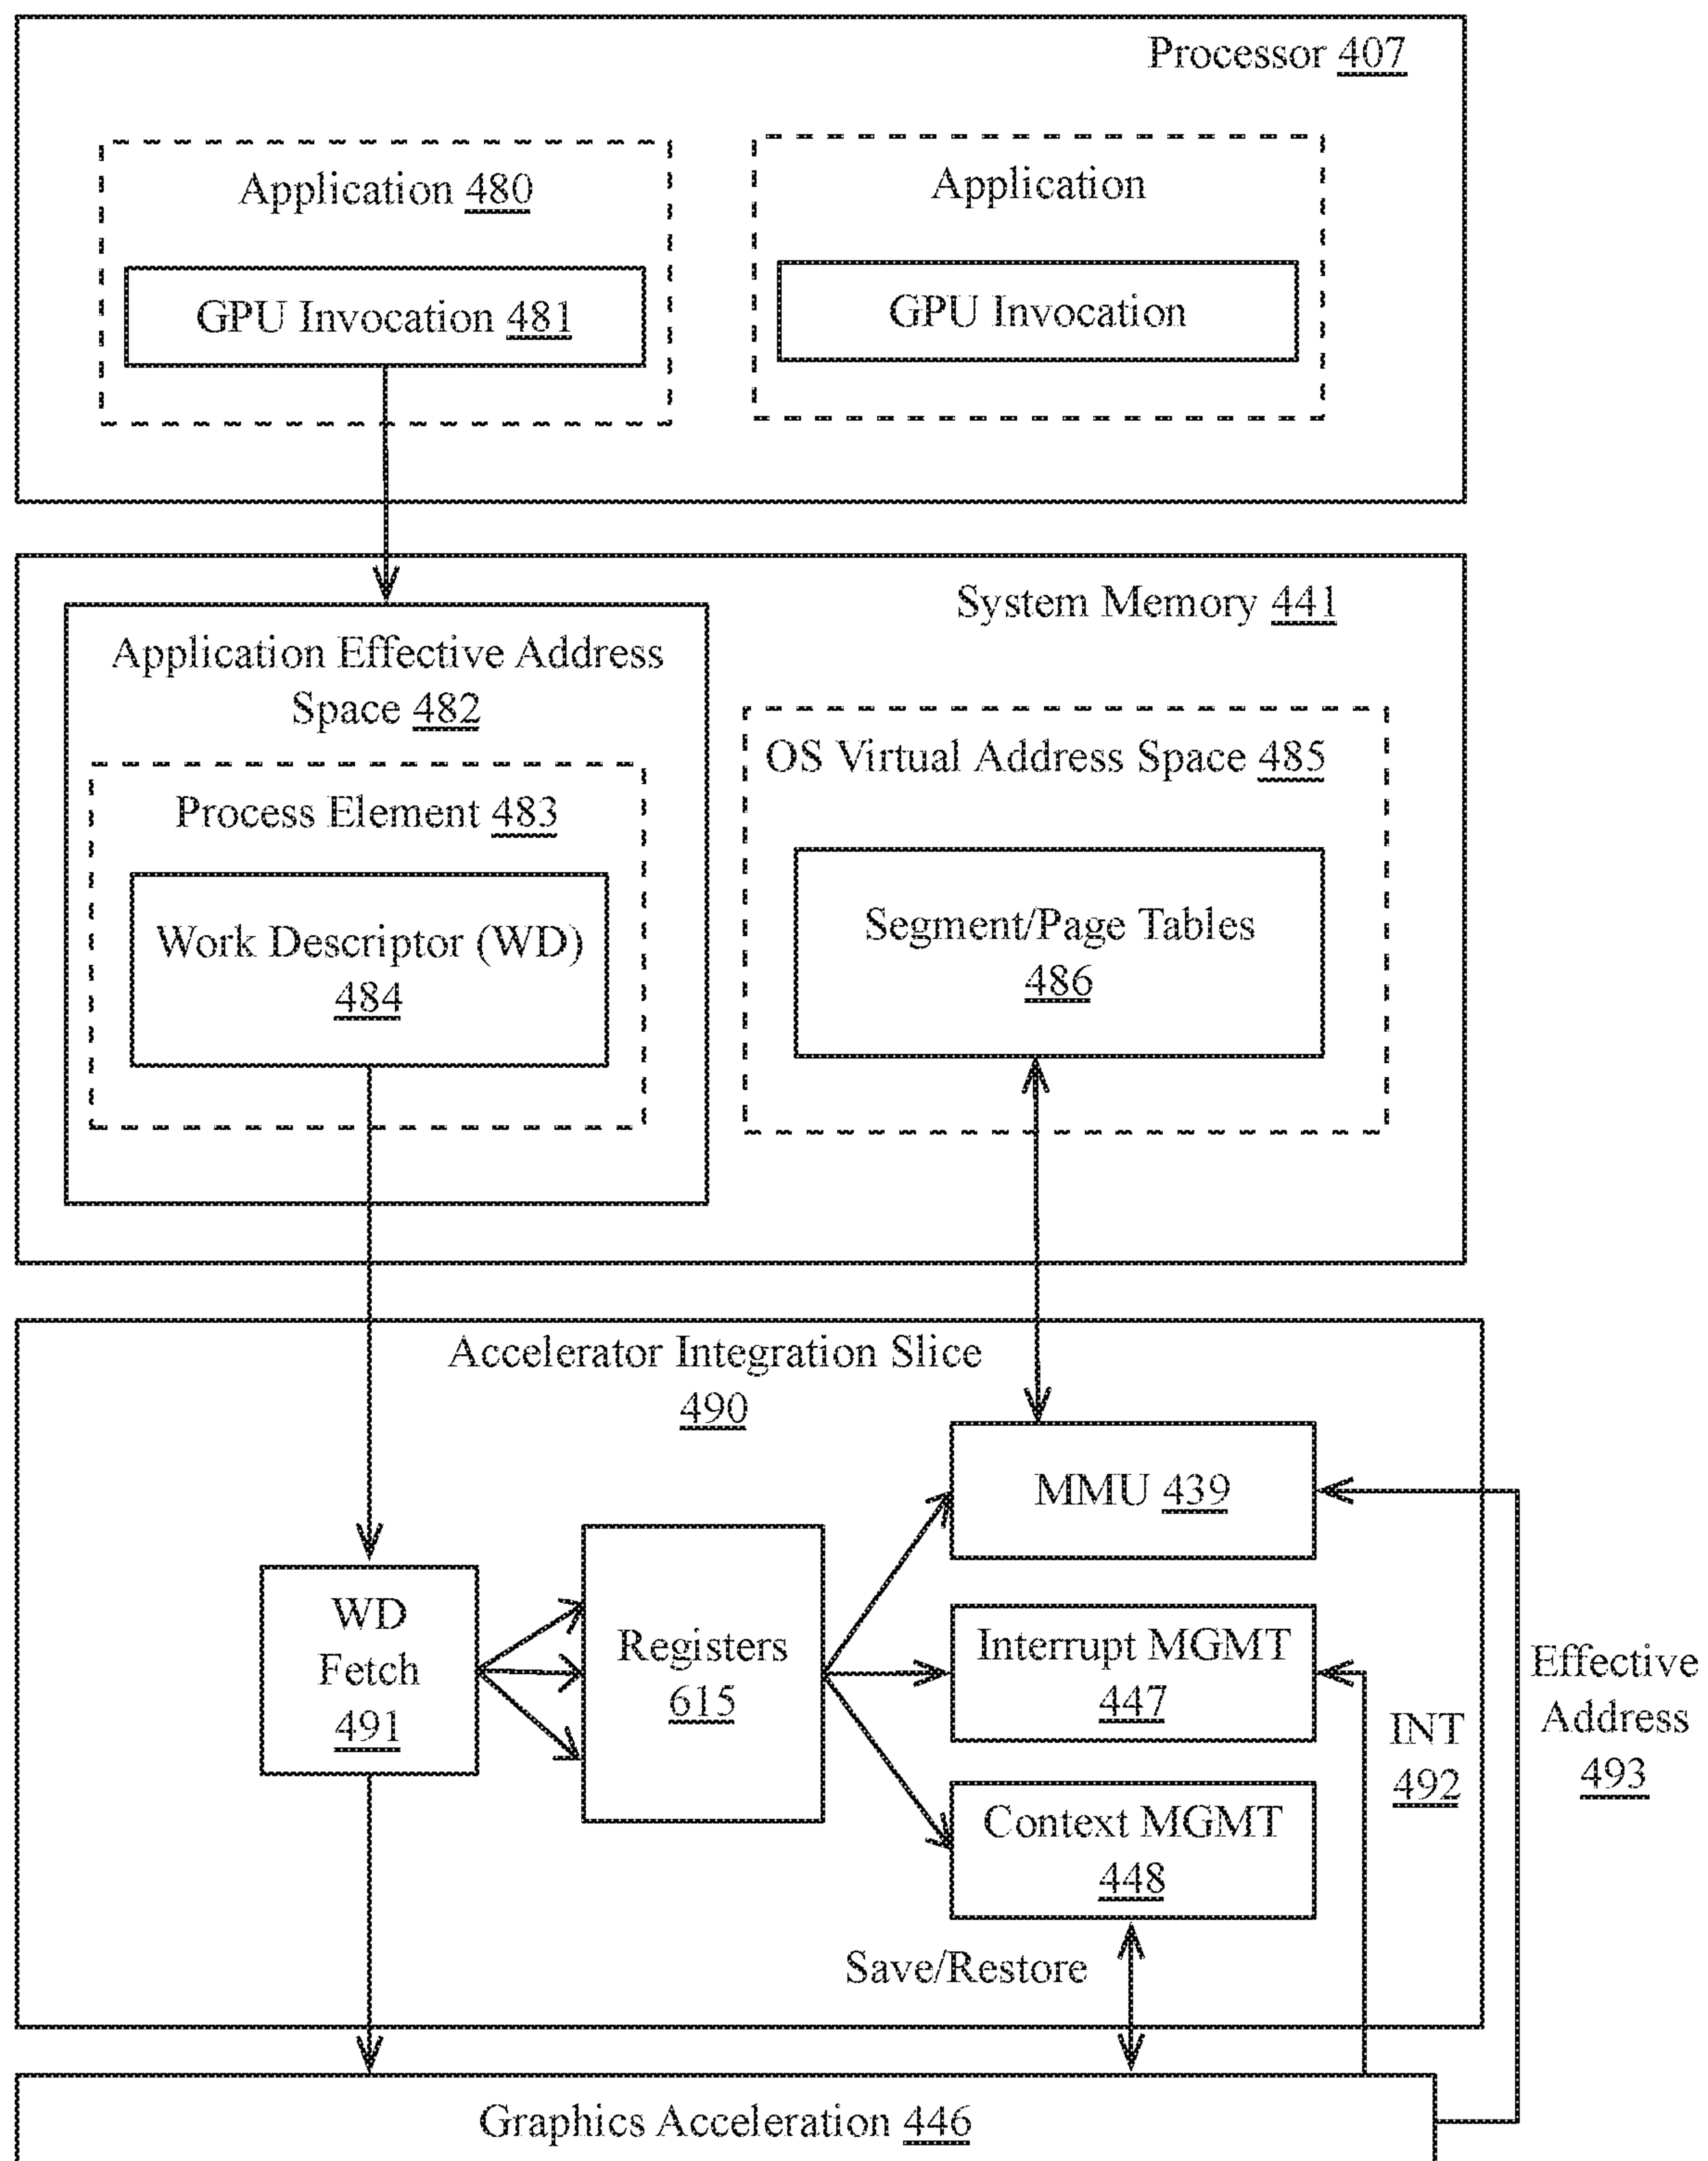 Processor 407
Application 480
GPU Invocation 481
Application
GPU Invocation
System Memory 441
Application Effective Address
Space 482
Process Element 483
Work Descriptor (WD)
484
OS Virtual Address Space 485
Segment/Page Tables
486
Accelerator Integration Slice
490
MMU 439
WD
Fetch
491
Registers
615
Interrupt MGMT
447
Context MGMT
448
INT
492
Effective
Address
493
Save/Restore
Graphics Acceleration 446